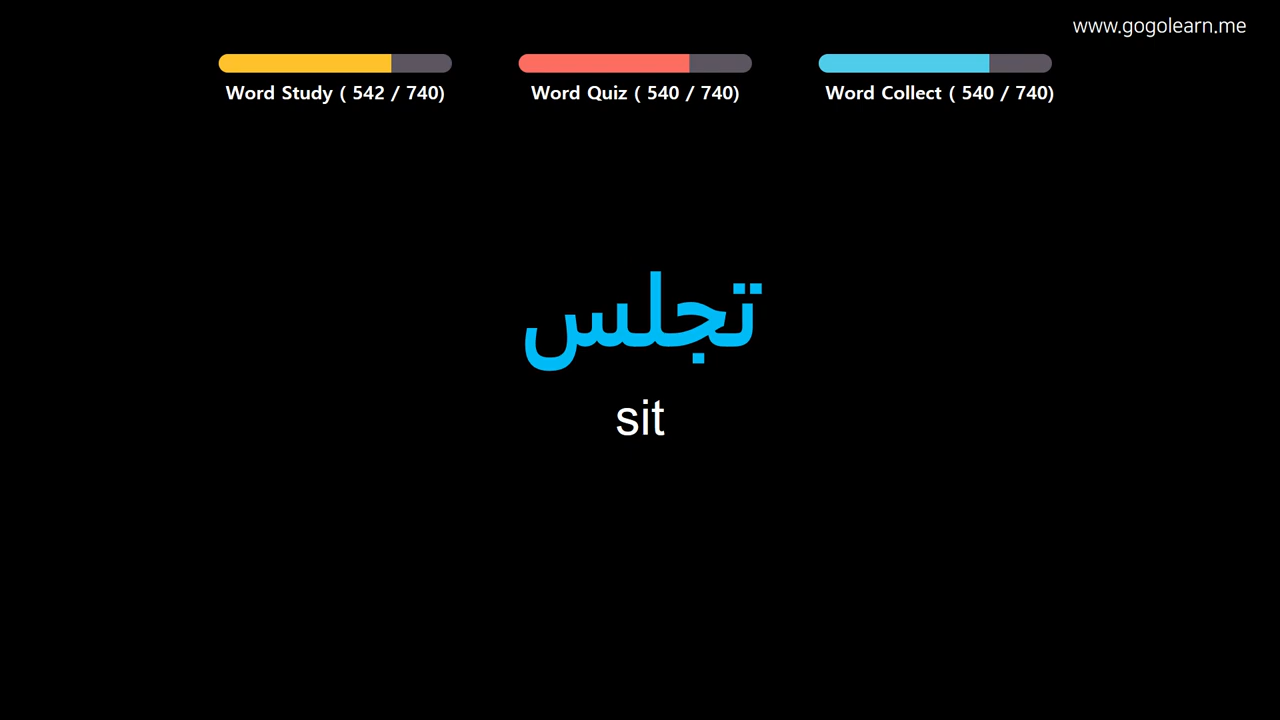 www.gogolearn.me
Word Study ( 542 / 740)
Word Quiz ( 540 / 740)
Word Collect ( 540 / 740)
تجلس
sit